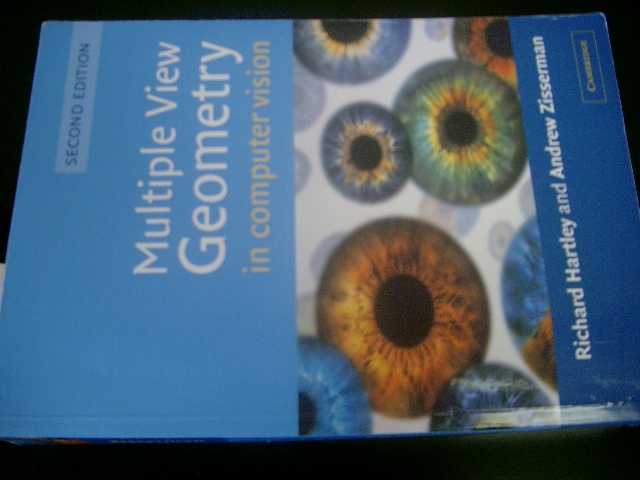 SECOND EDITION
Multiple View
Geometry
in computer vision
Richard Hartley and Andrew Zisserman
CAMBRIDGE